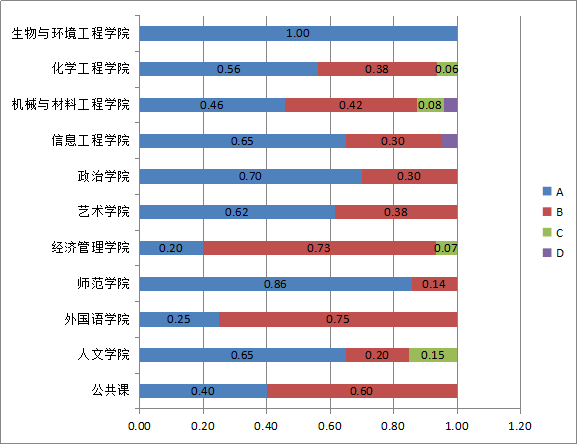 生物与环境工程学院 1.00
化学工程学院 0.56 0.38 0.06
机械与材料工程学院 0.46 0.42 0.08
信息工程学院 0.65 0.30
政治学院 0.70 0.30
艺术学院 0.62 0.38
经济管理学院 0.20 0.73 0.07
师范学院 0.86 0.14
外国语学院 0.25 0.75
人文学院 0.65 0.20 0.15
公共课 0.40 0.60
0.00 0.20 0.40 0.60 0.80 1.00 1.20
A
B
C
D